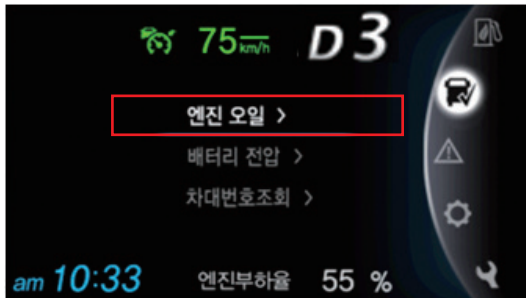 75 km/h D 3
엔진 오일 >
배터리 전압 >
차대번호조회 >
am 10:33 엔진부하율 55 %